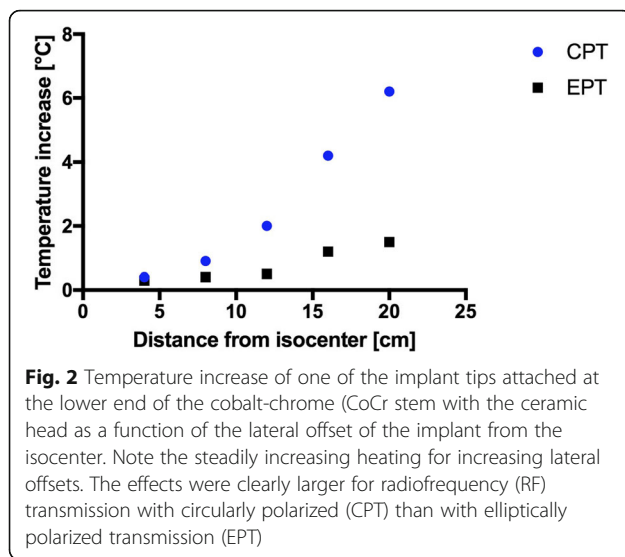 8
CPT
EPT
6
4
2
0
Temperature increase [°C]
0 5 10 15 20 25
Distance from isocenter [cm]
Fig. 2 Temperature increase of one of the implant tips attached at
the lower end of the cobalt-chrome (CoCr stem with the ceramic
head as a function of the lateral offset of the implant from the
isocenter. Note the steadily increasing heating for increasing lateral
offsets. The effects were clearly larger for radiofrequency (RF)
transmission with circularly polarized (CPT) than with elliptically
polarized transmission (EPT)